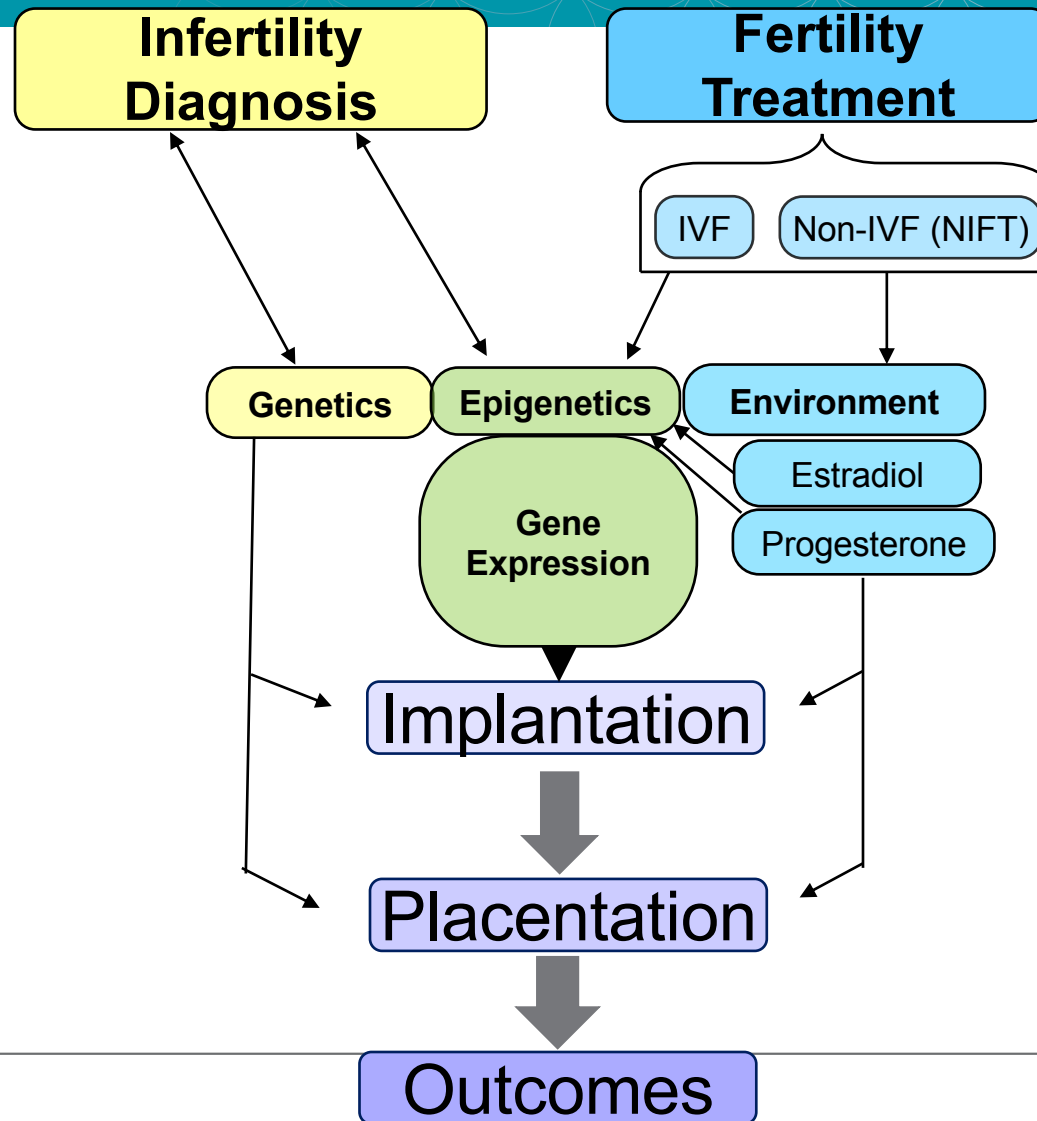 Infertility
Diagnosis
Fertility
Treatment
IVF
Non-IVF (NIFT)
Genetics
Epigenetics
Environment
Estradiol
Gene
Expression
Progesterone
Implantation
Placentation
Outcomes